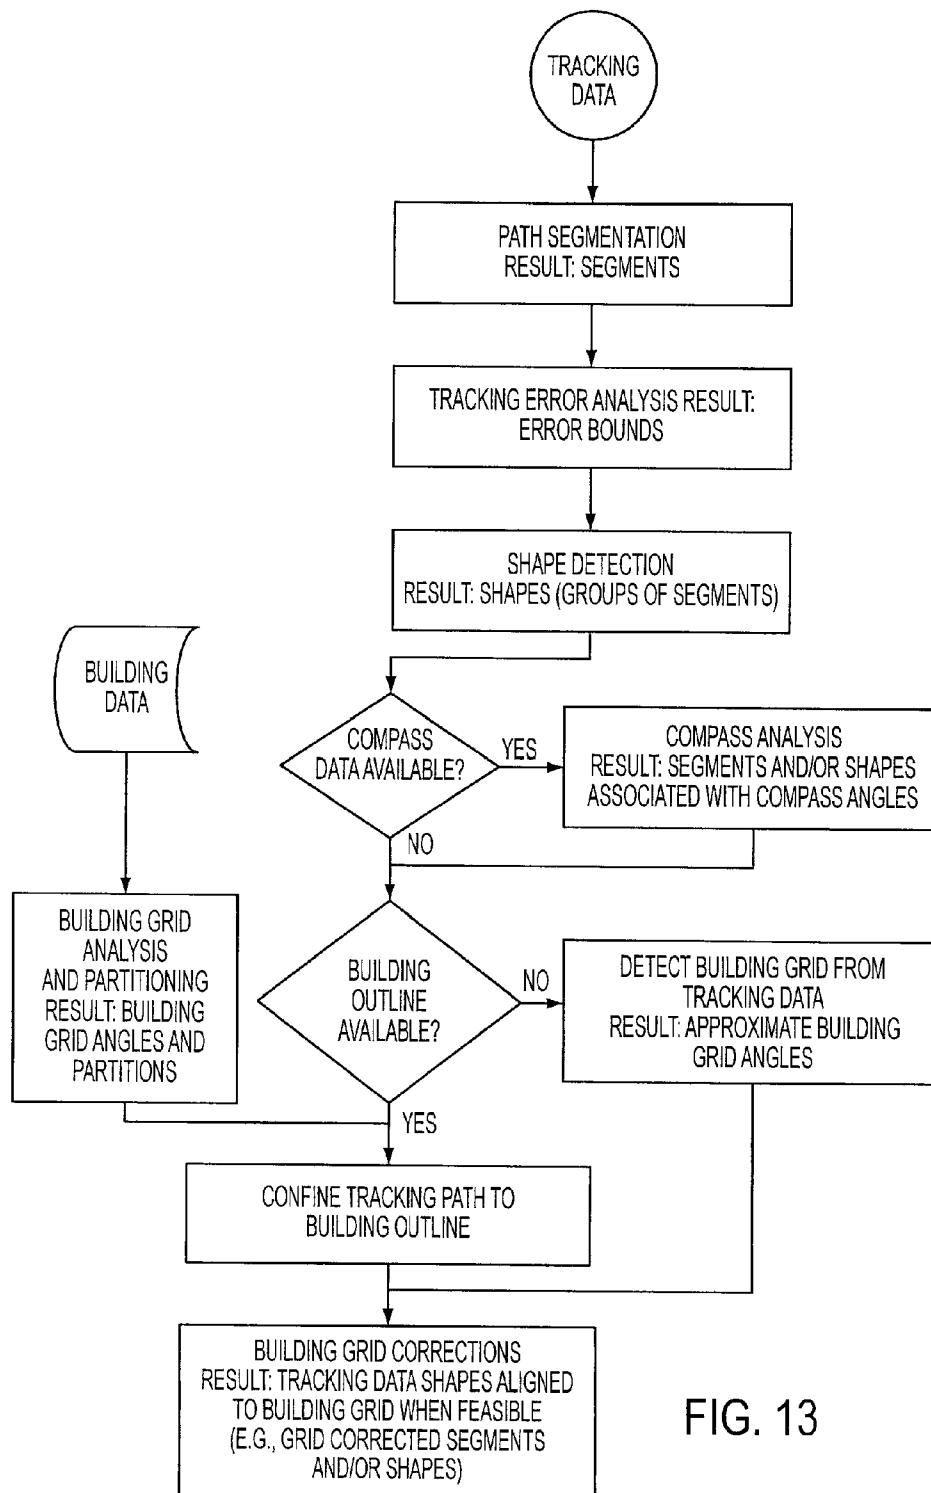 TRACKING
DATA
PATH SEGMENTATION
RESULT: SEGMENTS
TRACKING ERROR ANALYSIS RESULT:
ERROR BOUNDS
SHAPE DETECTION
RESULT: SHAPES (GROUPS OF SEGMENTS)
BUILDING
DATA
COMPASS
DATA AVAILABLE?
YES
COMPASS ANALYSIS
RESULT: SEGMENTS AND/OR SHAPES
ASSOCIATED WITH COMPASS ANGLES
NO
BUILDING GRID
ANALYSIS
AND PARTITIONING
RESULT: BUILDING
GRID ANGLES AND
PARTITIONS
BUILDING
OUTLINE
AVAILABLE?
NO
DETECT BUILDING GRID FROM
TRACKING DATA
RESULT: APPROXIMATE BUILDING
GRID ANGLES
YES
CONFINE TRACKING PATH TO
BUILDING OUTLINE
BUILDING GRID CORRECTIONS
RESULT: TRACKING DATA SHAPES ALIGNED
TO BUILDING GRID WHEN FEASIBLE
(E.G., GRID CORRECTED SEGMENTS
AND/OR SHAPES)
FIG. 13